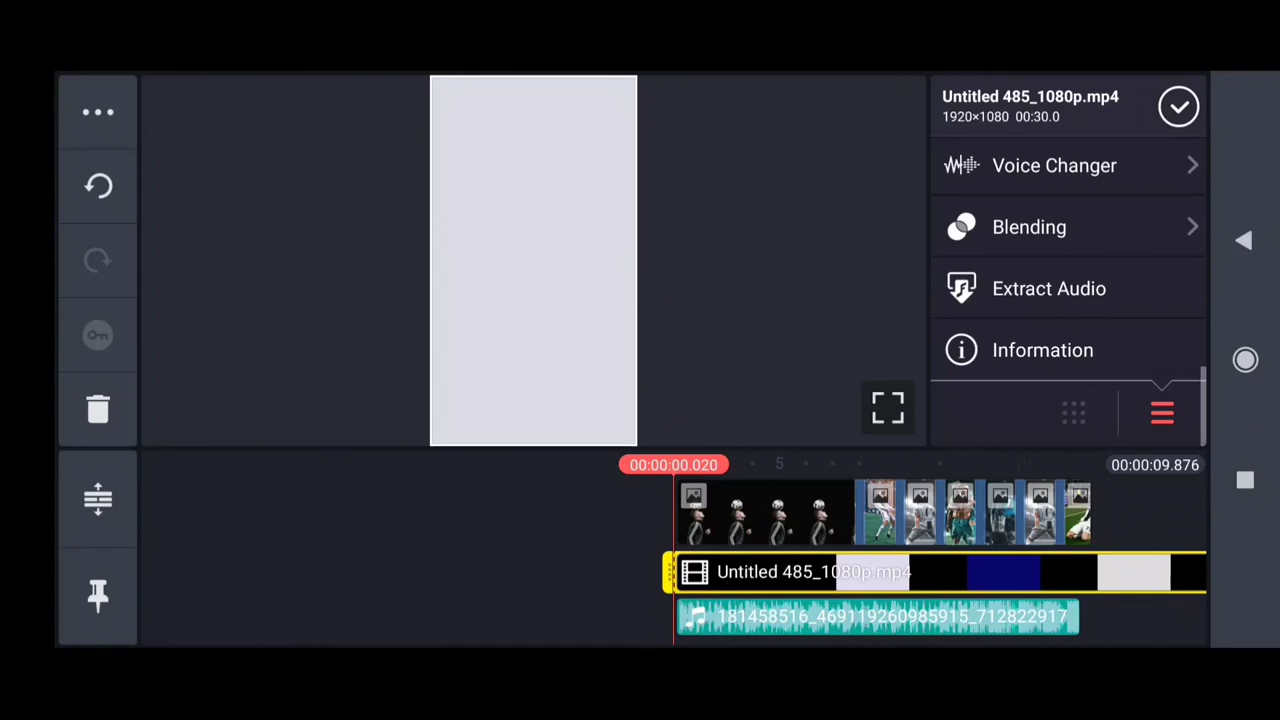 Untitled 485_1080p.mp4
1920×1080 00:30.0
Voice Changer
Blending
Extract Audio
Information
00:00:00.020
5
00:00:09.876
Untitled 485_1080p.mp4
181458516_469119260985915_712822917